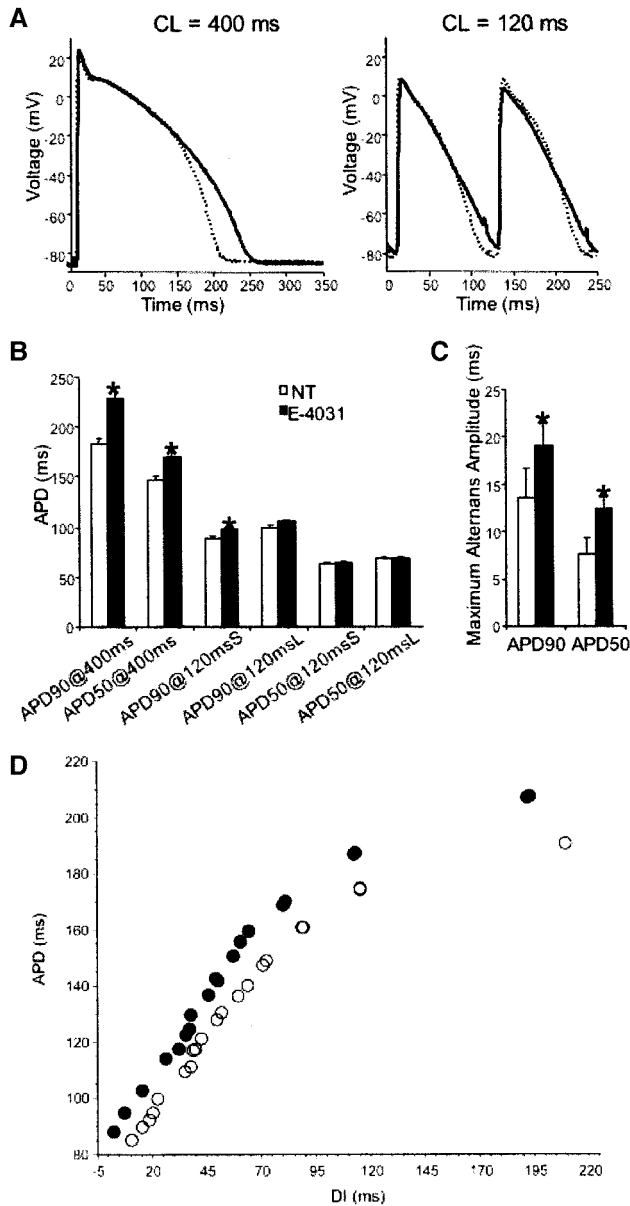 A
CL = 400 ms
CL = 120 ms
Voltage (mV)
20
0
-20
-40
-60
-80
0 50 100 150 200 250 300 350
Time (ms)
Voltage (mV)
20
0
-20
-40
-60
-80
0 50 100 150 200 250
Time (ms)
B
APD (ms)
250
200
150
100
50
0
NT
E-4031
* * *
APD90@400ms
APD50@400ms
APD90@120msS
APD90@120msL
APD50@120msS
APD50@120msL
C
Maximum Alternans Amplitude (ms)
25
20
15
10
5
0
* *
APD90 APD50
D
APD (ms)
220
200
180
160
140
120
100
80
-5 20 45 70 95 120 145 170 195 220
DI (ms)